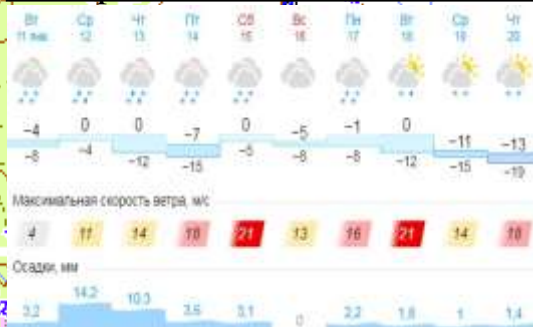 Вт Ср Чт Пт Сб Вс Пн Вт Ср Чт
11 янв 12 13 14 15 16 17 18 19 20
−4 0 0 −7 0 −5 −1 0 −11 −13
−8 −4 −12 −15 −5 −8 −8 −12 −15 −19
Максимальная скорость ветра, м/с
4 11 14 18 21 13 16 21 14 18
Осадки, мм
3,2 14,2 10,3 3,6 3,1 0 2,2 1,8 1 1,4